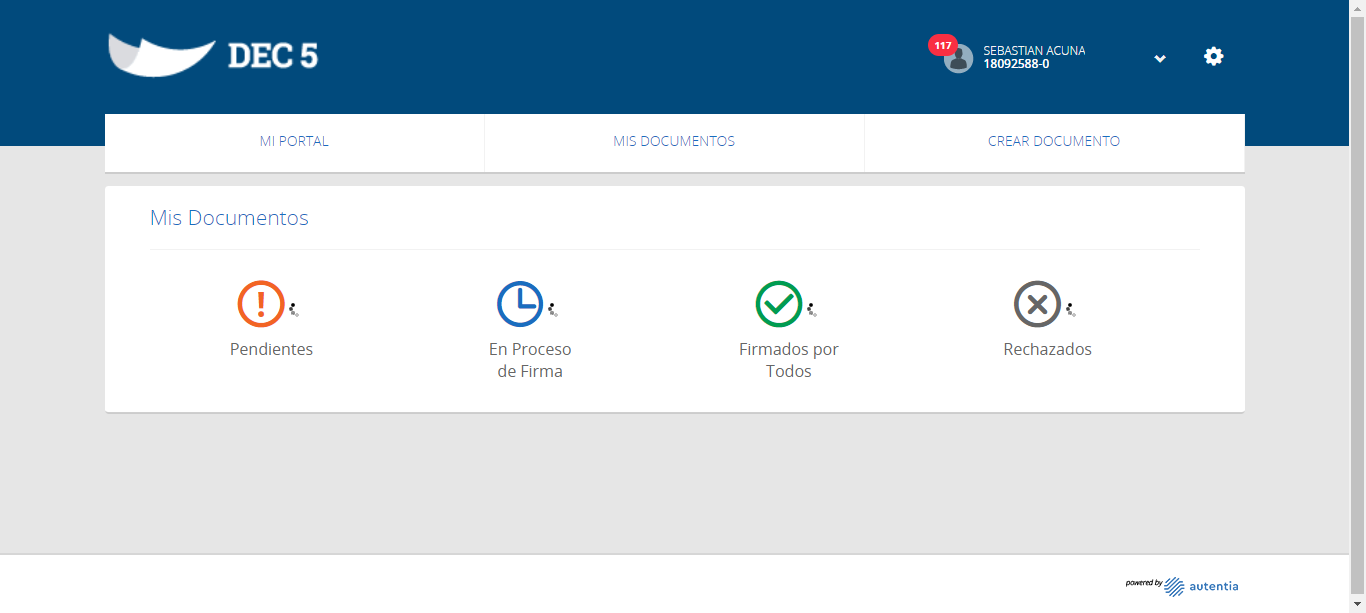 DEC 5
117
SEBASTIAN ACUNA
18092588-0
MI PORTAL
MIS DOCUMENTOS
CREAR DOCUMENTO
Mis Documentos
Pendientes
En Proceso
de Firma
Firmados por
Todos
Rechazados
powered by autentia